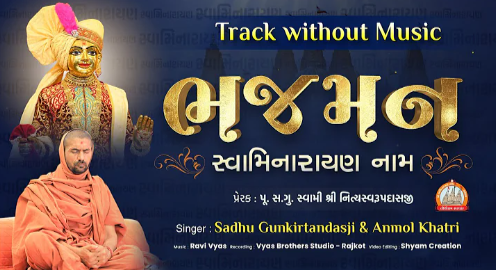 Track without Music
ભજમન
સ્વામિનારાયણ નામ
પ્રેરક : પૂ. સ.ગુ. સ્વામી શ્રી નિત્યસ્વરૂપદાસજી
Singer : Sadhu Gunkirtandasji & Anmol Khatri
Music : Ravi Vyas Recording : Vyas Brothers Studio - Rajkot Video Editing : Shyam Creation